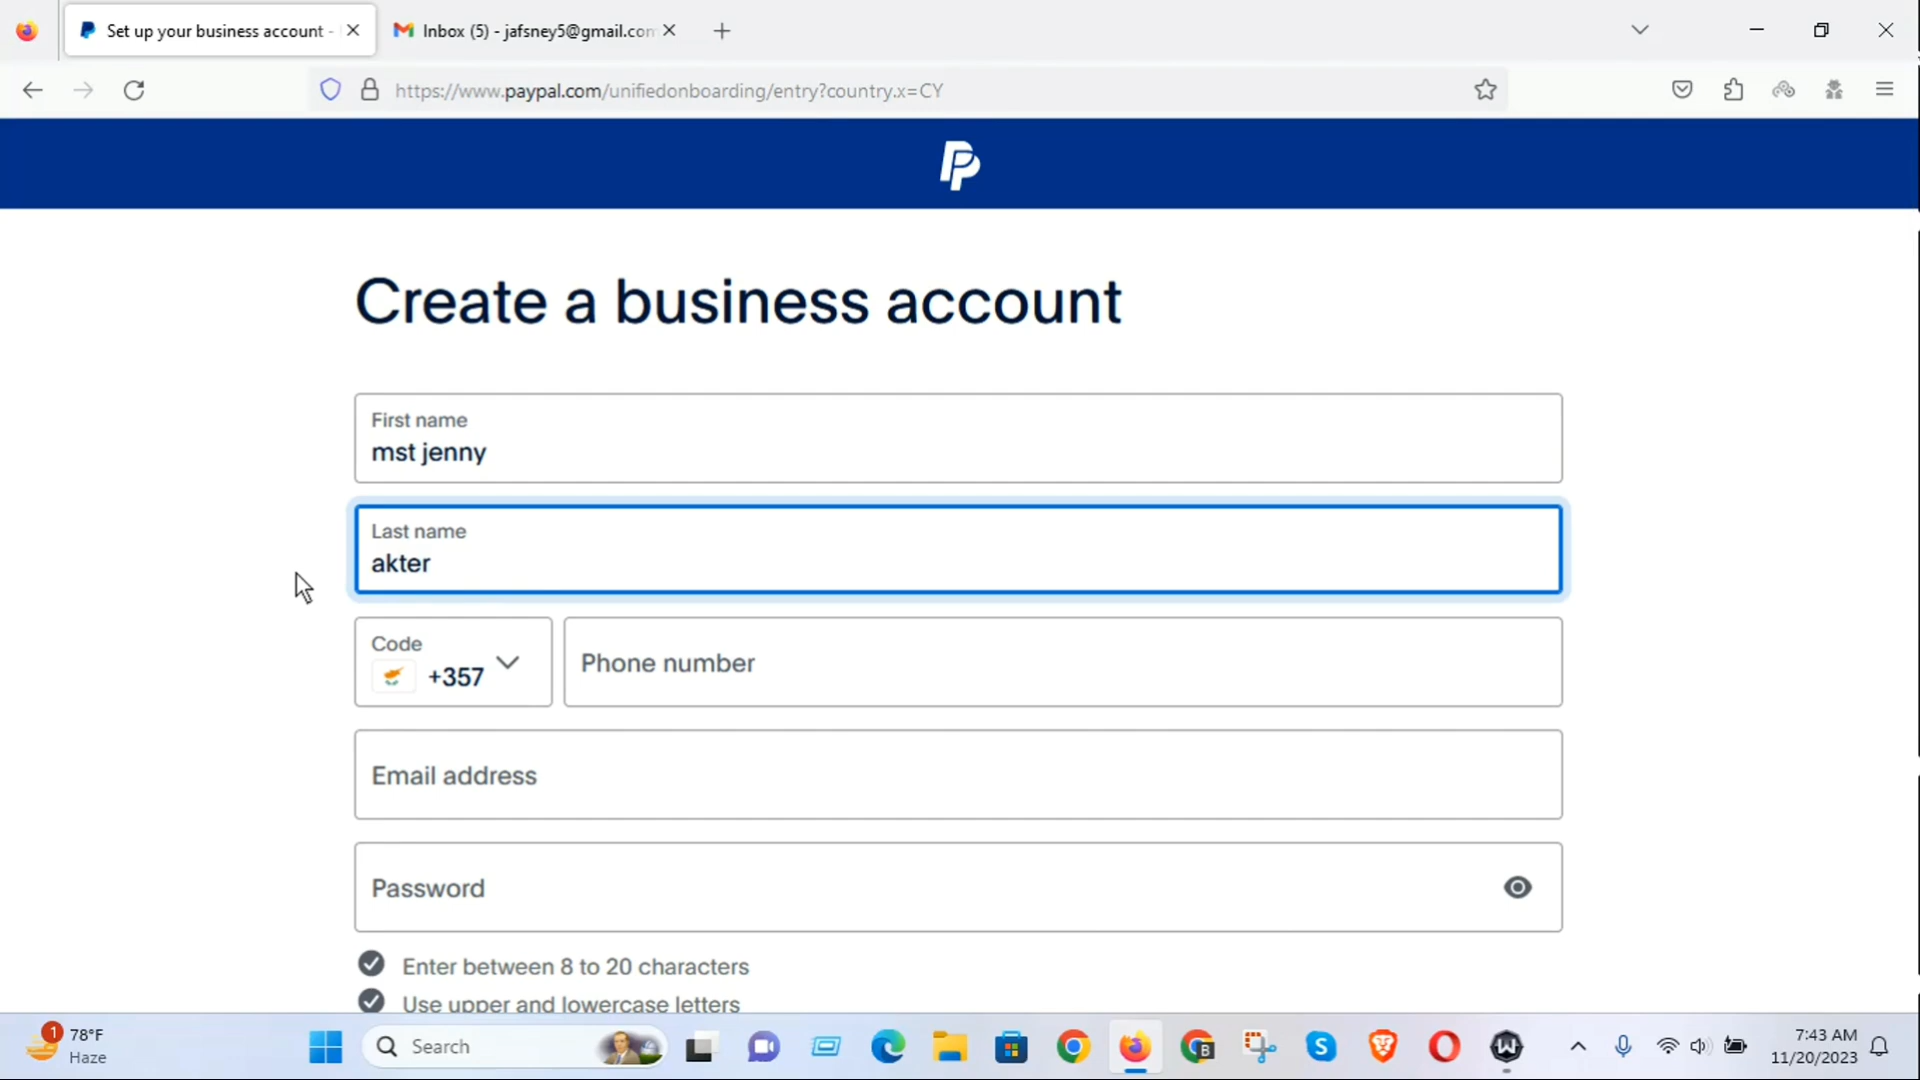 Set up your business account -
Inbox (5) - jafsney5@gmail.com
https://www.paypal.com/unifiedonboarding/entry?country.x=CY
Create a business account
First name
mst jenny
Last name
akter
Code
+357
Phone number
Email address
Password
Enter between 8 to 20 characters
Use upper and lowercase letters
1
78°F
Haze
Search
B
7:43 AM
11/20/2023